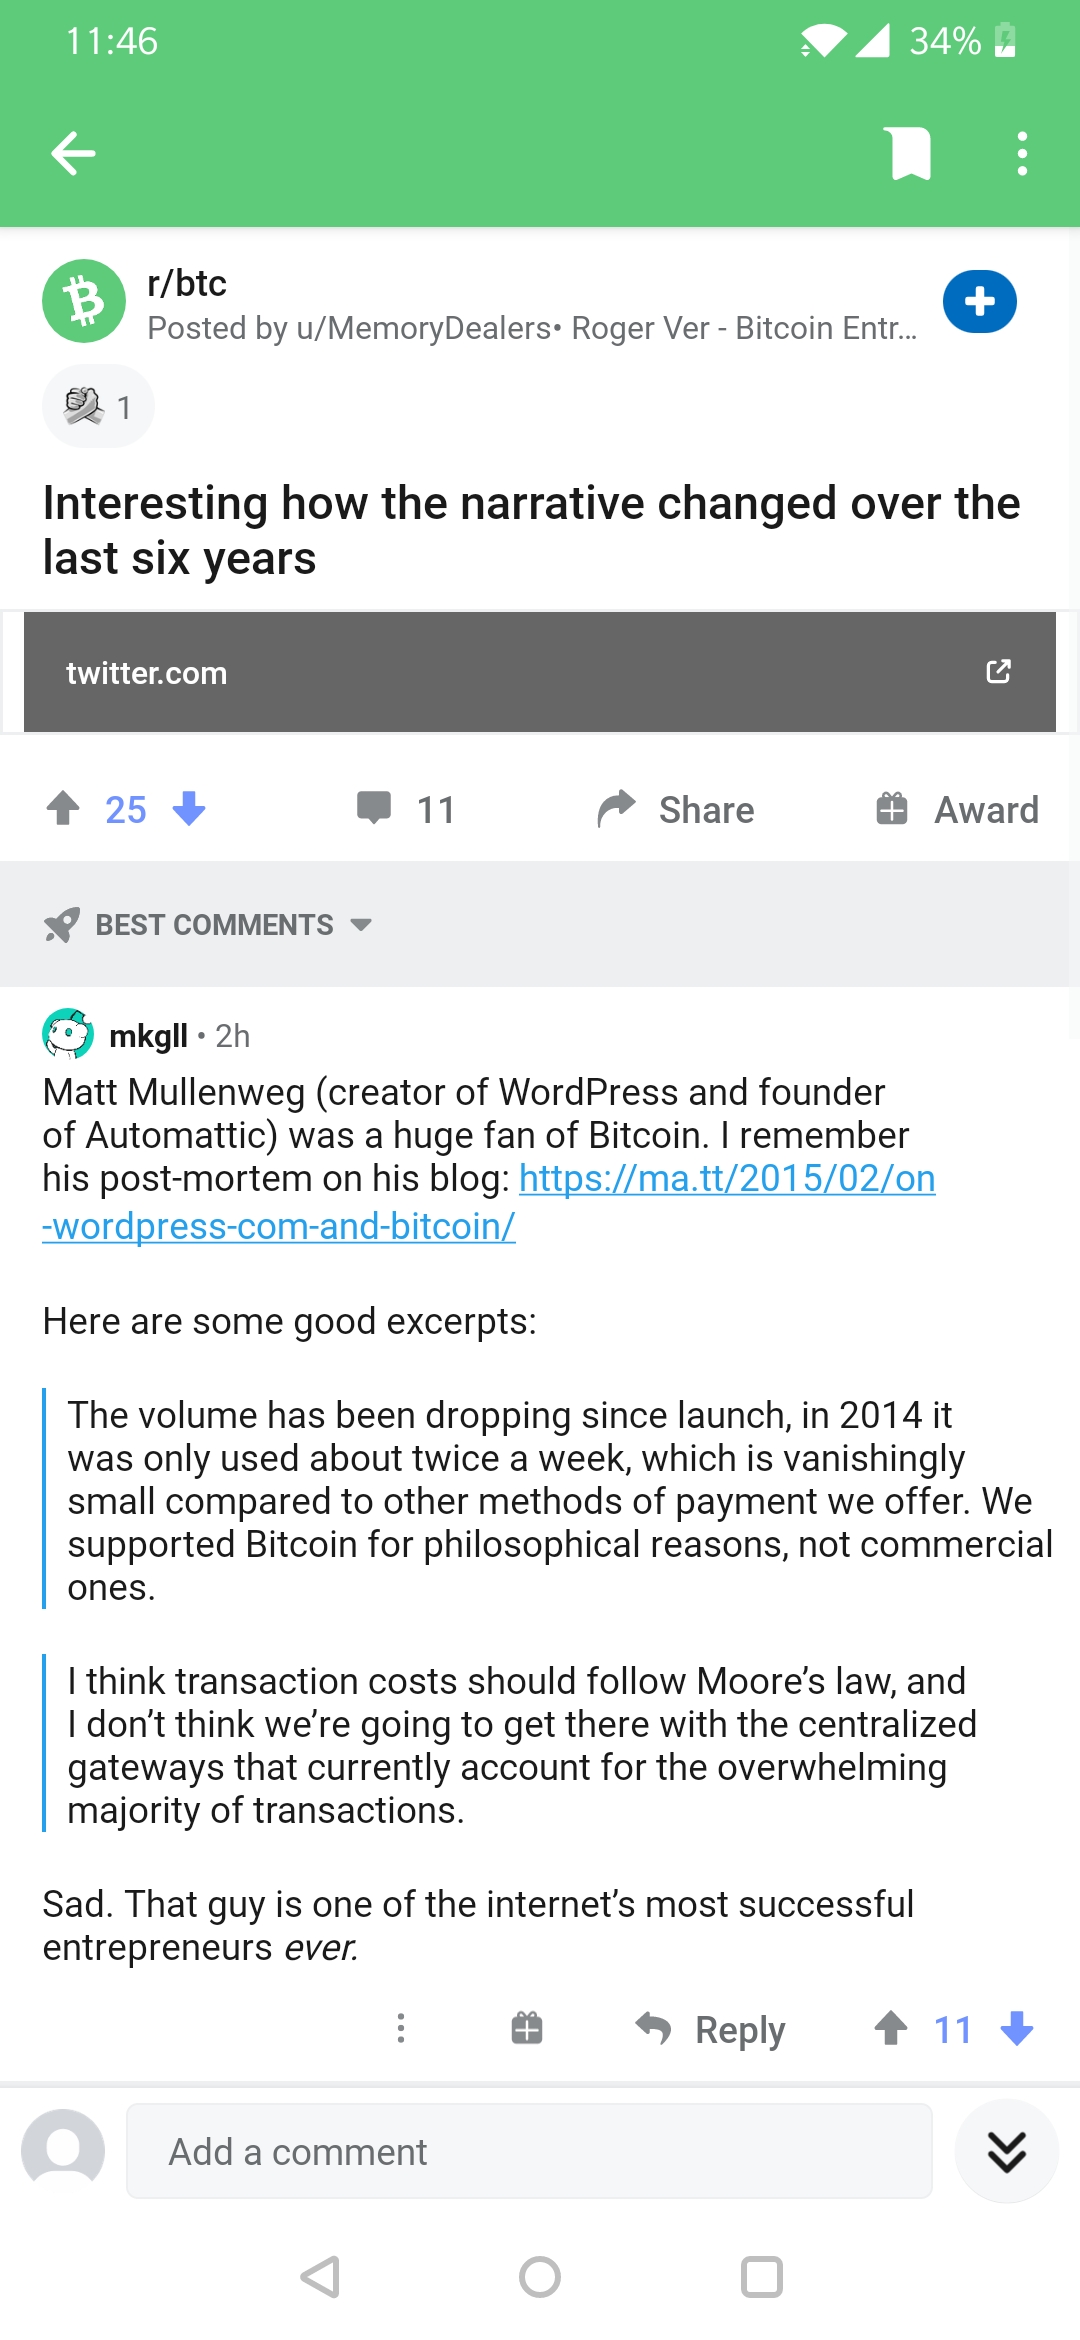 11:46
34%
r/btc
Posted by u/MemoryDealers• Roger Ver - Bitcoin Entr...
1
Interesting how the narrative changed over the
last six years
twitter.com
25
11
Share
Award
BEST COMMENTS
mkgll • 2h
Matt Mullenweg (creator of WordPress and founder
of Automattic) was a huge fan of Bitcoin. I remember
his post-mortem on his blog: https://ma.tt/2015/02/on
-wordpress-com-and-bitcoin/
Here are some good excerpts:
The volume has been dropping since launch, in 2014 it
was only used about twice a week, which is vanishingly
small compared to other methods of payment we offer. We
supported Bitcoin for philosophical reasons, not commercial
ones.
I think transaction costs should follow Moore’s law, and
I don’t think we’re going to get there with the centralized
gateways that currently account for the overwhelming
majority of transactions.
Sad. That guy is one of the internet’s most successful
entrepreneurs ever.
Reply
11
Add a comment